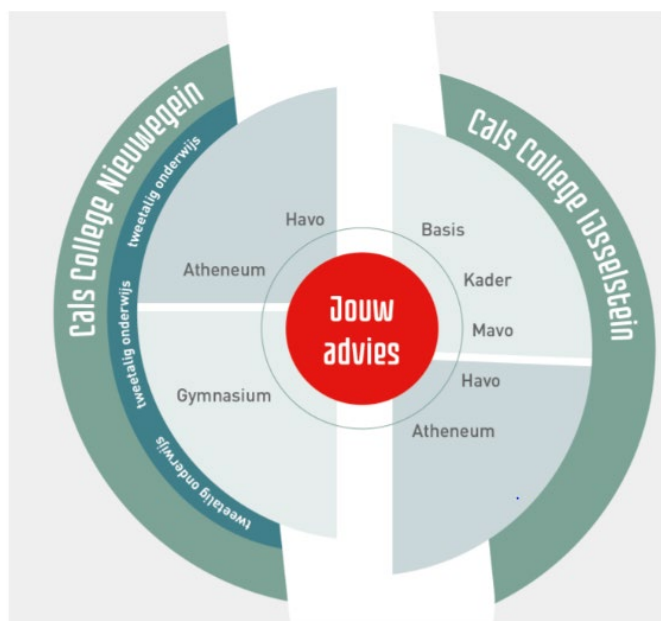 Cals College Nieuwegein
tweetalig onderwijs
tweetalig onderwijs
tweetalig onderwijs
Havo
Atheneum
Gymnasium
Jouw
advies
Cals College IJsselstein
Basis
Kader
Mavo
Havo
Atheneum